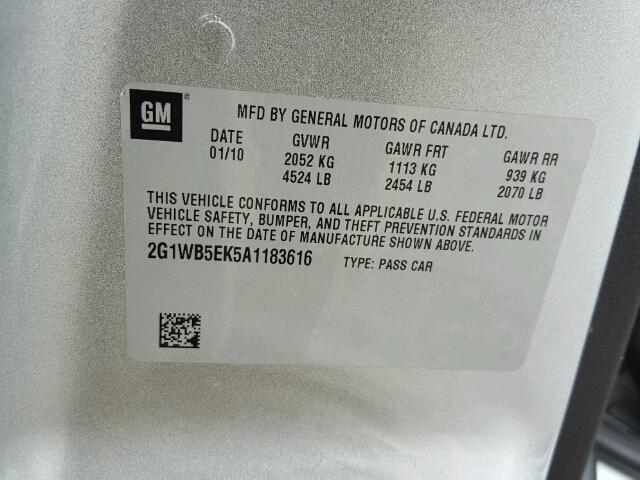 GM ®
MFD BY GENERAL MOTORS OF CANADA LTD.
DATE GVWR GAWR FRT GAWR RR
01/10 2052 KG 1113 KG 939 KG
4524 LB 2454 LB 2070 LB
THIS VEHICLE CONFORMS TO ALL APPLICABLE U.S. FEDERAL MOTOR
VEHICLE SAFETY, BUMPER, AND THEFT PREVENTION STANDARDS IN
EFFECT ON THE DATE OF MANUFACTURE SHOWN ABOVE.
2G1WB5EK5A1183616 TYPE: PASS CAR